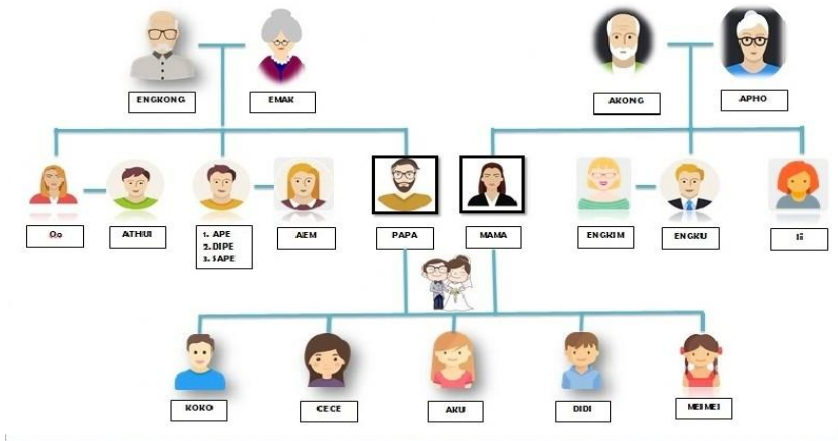 ENGKONG
EMAK
AKONG
APHO
Oo
ATHUI
1. APE
2. DIPE
3. SAPE
AEM
PAPA
MAMA
ENGKIM
ENGKU
Ii
KOKO
CECE
AKU
DIDI
MEIMEI